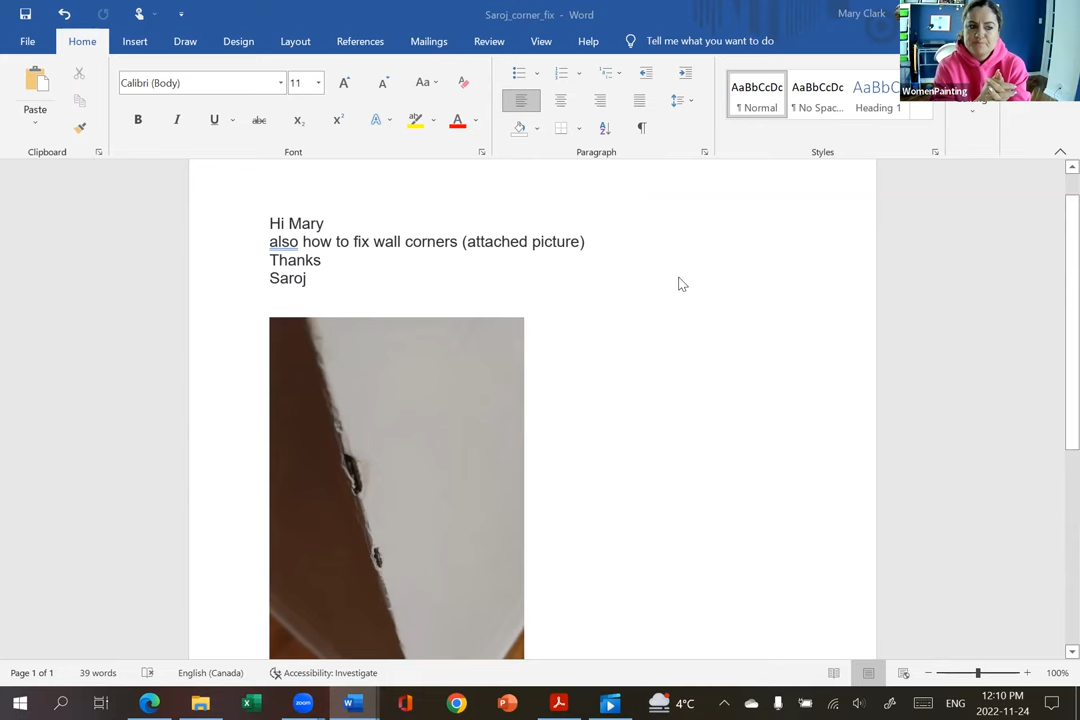 Saroj_corner_fix - Word
Mary Clark
File Home Insert Draw Design Layout References Mailings Review View Help Tell me what you want to do
WomenPainting
Paste
Calibri (Body) 11
AaBbCcDc AaBbCcDc AaBbC
¶ Normal ¶ No Spac... Heading 1
Clipboard Font Paragraph Styles
Hi Mary
also how to fix wall corners (attached picture)
Thanks
Saroj
Page 1 of 1 39 words English (Canada) Accessibility: Investigate 100%
zoom
4°C ENG 12:10 PM
2022-11-24